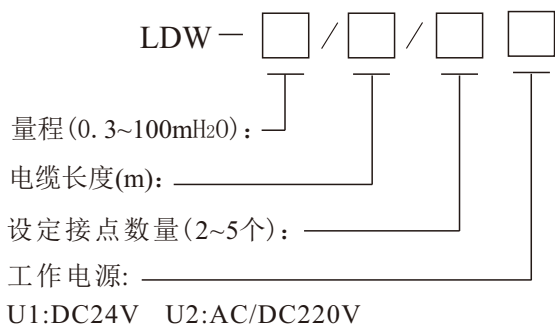 LDW－□/□/□ □
量程(0.3~100mH₂O)：
电缆长度(m)：
设定接点数量(2~5个)：
工作电源:
U1:DC24V U2:AC/DC220V